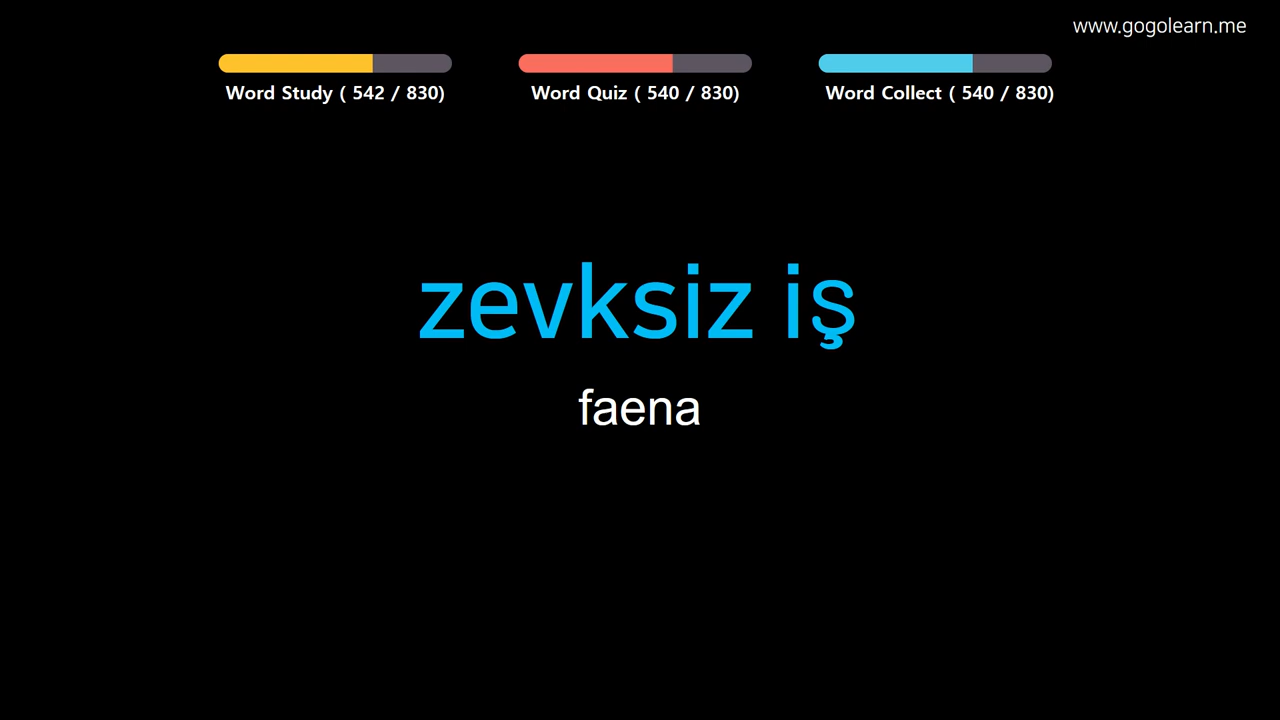 www.gogolearn.me
Word Study ( 542 / 830)
Word Quiz ( 540 / 830)
Word Collect ( 540 / 830)
zevksiz iş
faena